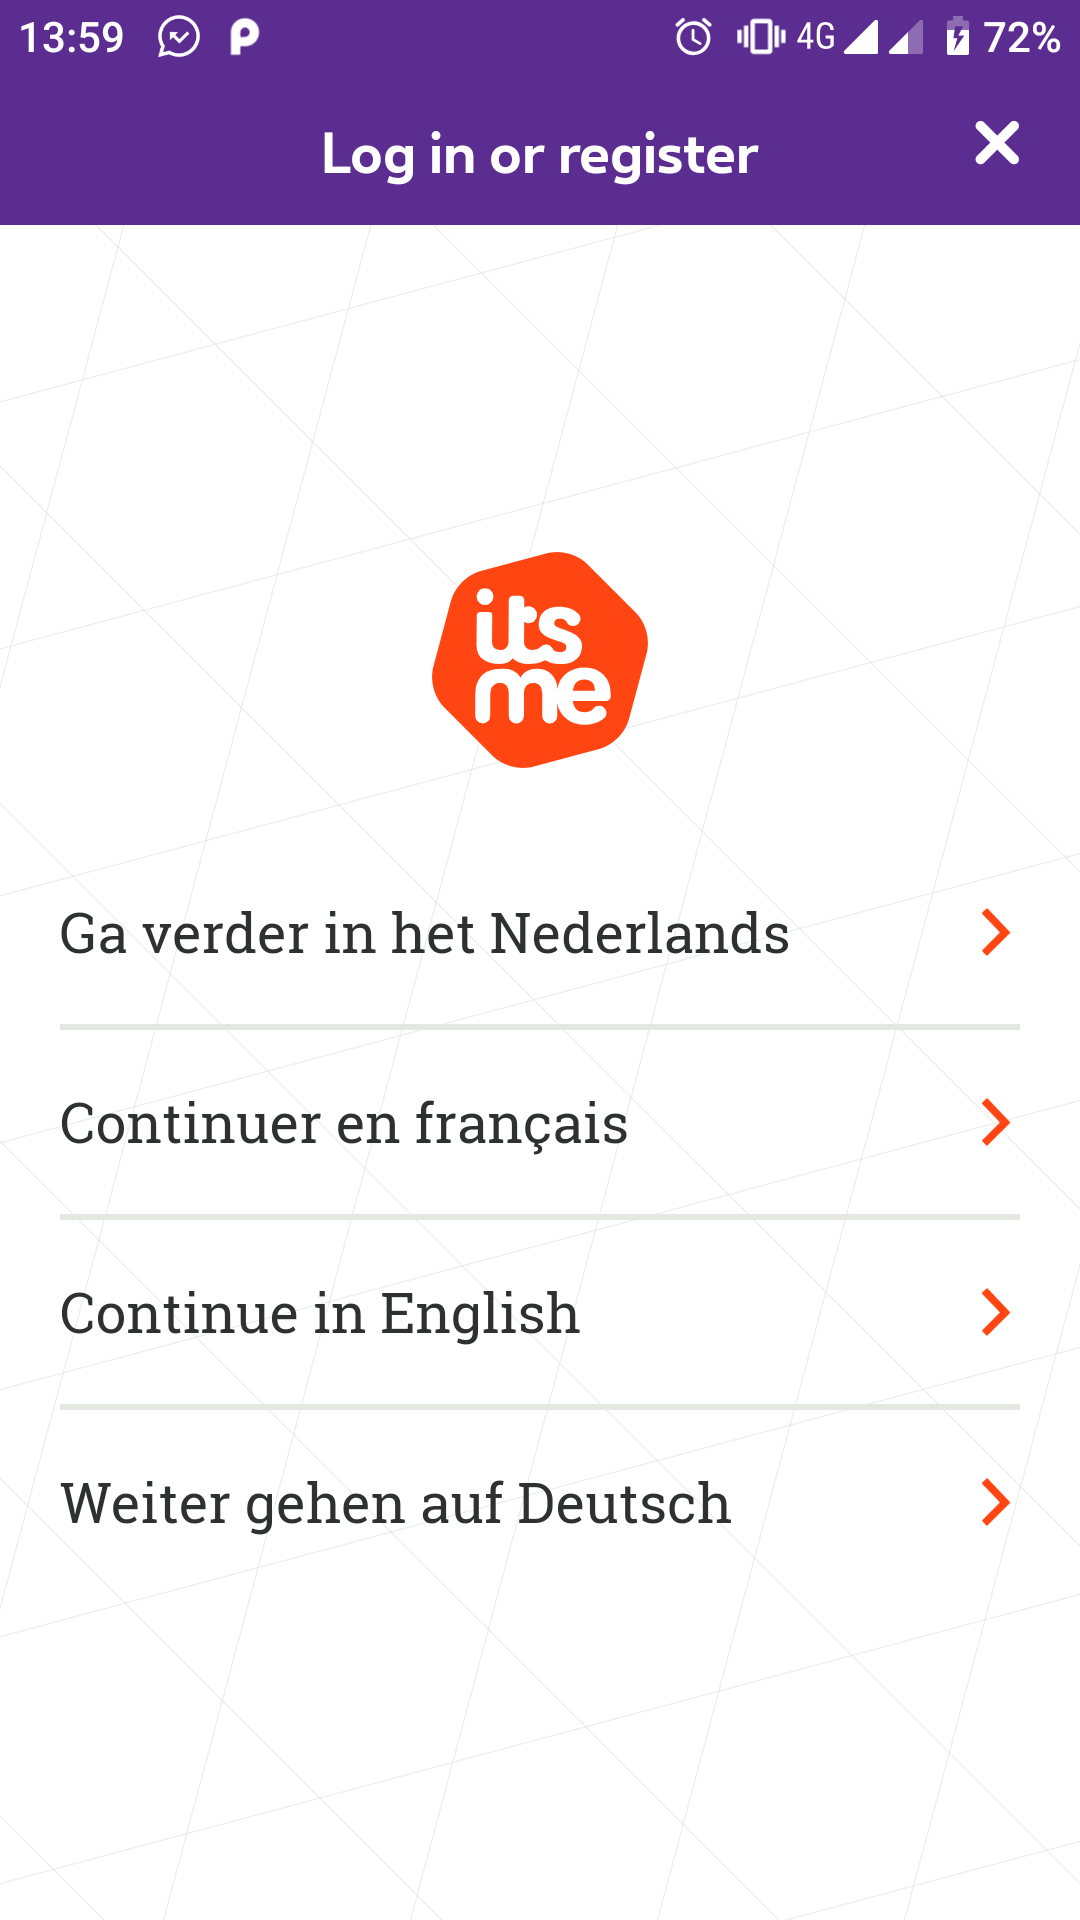 13:59
4G
72%
Log in or register
its
me
Ga verder in het Nederlands
Continuer en français
Continue in English
Weiter gehen auf Deutsch